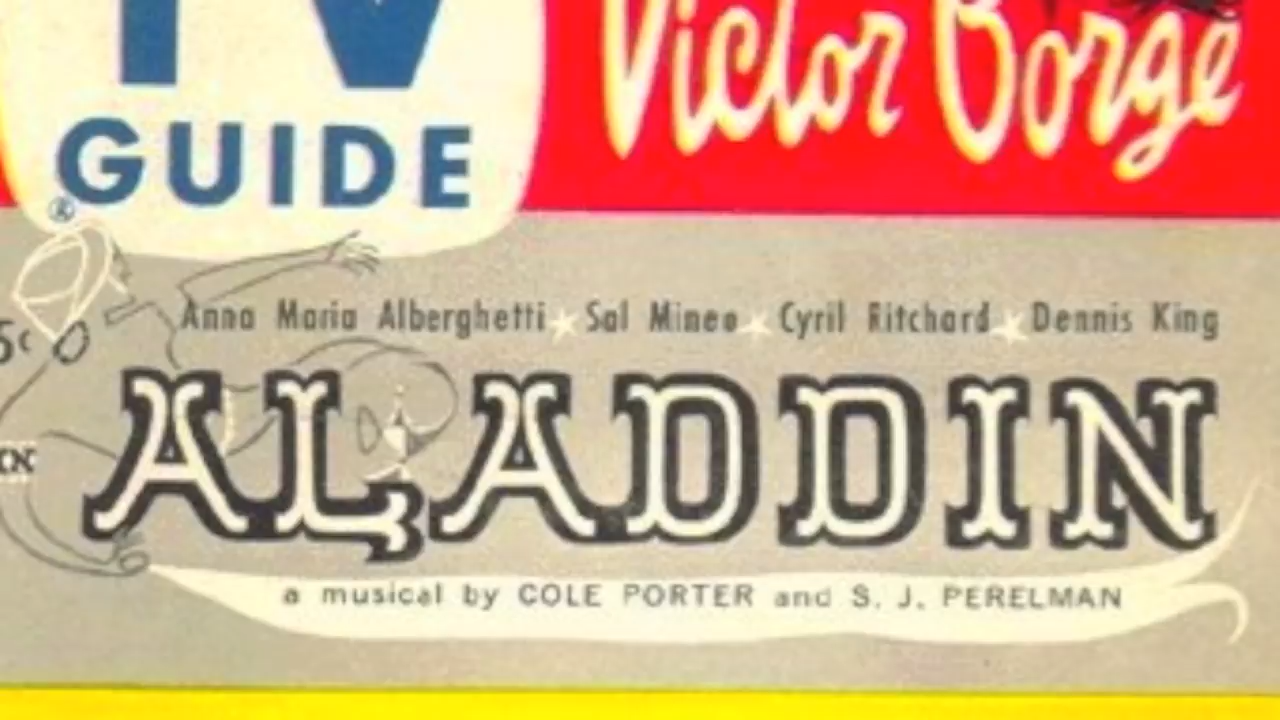 TV
GUIDE
®
Victor Borge
5¢
Anna Maria Alberghetti ★ Sal Mineo ★ Cyril Ritchard ★ Dennis King
ALADDIN
a musical by COLE PORTER and S. J. PERELMAN